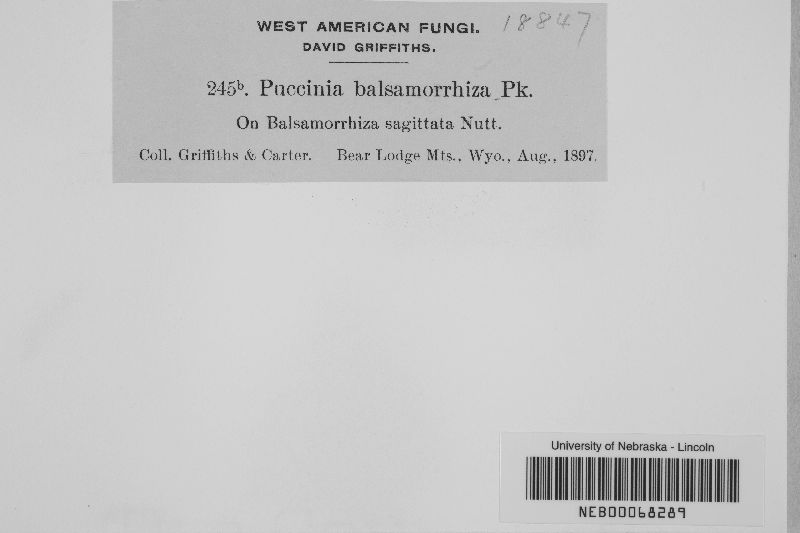 WEST AMERICAN FUNGI. 18847
DAVID GRIFFITHS.
245ᵇ. Puccinia balsamorrhiza Pk.
On Balsamorrhiza sagittata Nutt.
Coll. Griffiths & Carter. Bear Lodge Mts., Wyo., Aug., 1897.
University of Nebraska - Lincoln
NEB00068289